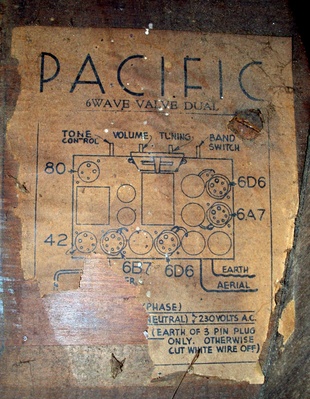 PACIFIC
6 WAVE VALVE DUAL
TONE CONTROL VOLUME TUNING BAND SWITCH
80
6D6
6A7
42
6B7 6D6
EARTH
AERIAL
(PHASE)
NEUTRAL) 230 VOLTS A.C.
(EARTH OF 3 PIN PLUG
ONLY. OTHERWISE
CUT WHITE WIRE OFF)